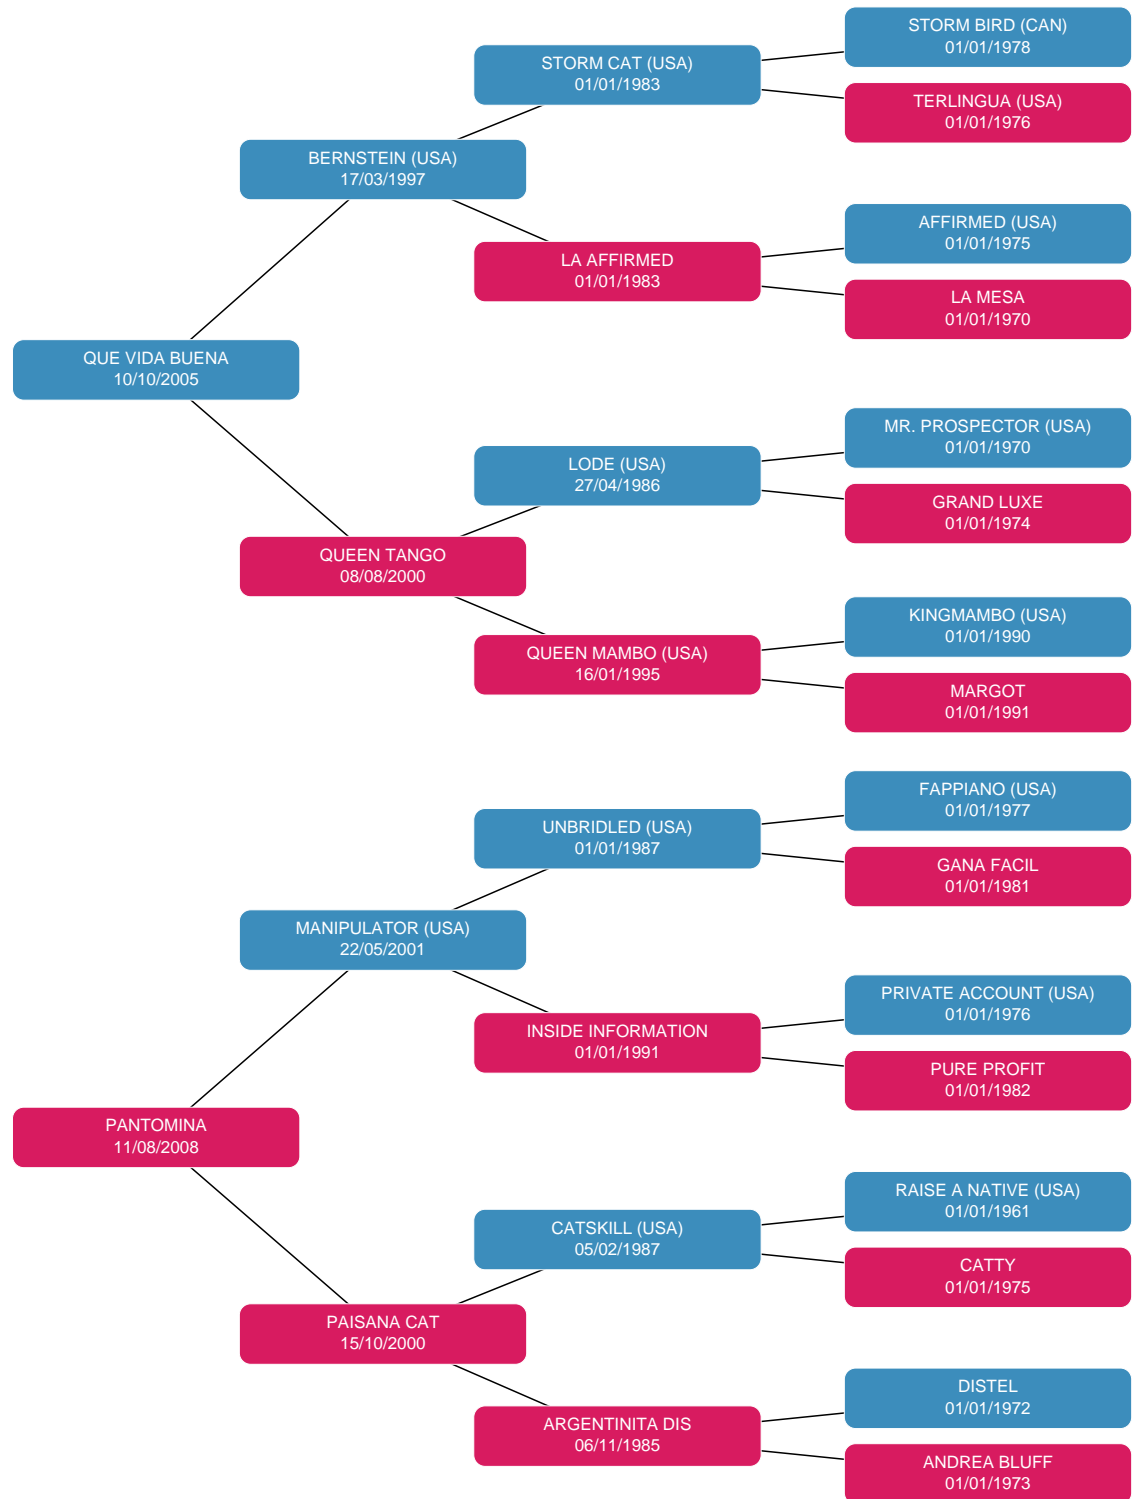 STORM BIRD (CAN)
01/01/1978
STORM CAT (USA)
01/01/1983
TERLINGUA (USA)
01/01/1976
BERNSTEIN (USA)
17/03/1997
AFFIRMED (USA)
01/01/1975
LA AFFIRMED
01/01/1983
LA MESA
01/01/1970
QUE VIDA BUENA
10/10/2005
MR. PROSPECTOR (USA)
01/01/1970
LODE (USA)
27/04/1986
GRAND LUXE
01/01/1974
QUEEN TANGO
08/08/2000
KINGMAMBO (USA)
01/01/1990
QUEEN MAMBO (USA)
16/01/1995
MARGOT
01/01/1991
FAPPIANO (USA)
01/01/1977
UNBRIDLED (USA)
01/01/1987
GANA FACIL
01/01/1981
MANIPULATOR (USA)
22/05/2001
PRIVATE ACCOUNT (USA)
01/01/1976
INSIDE INFORMATION
01/01/1991
PURE PROFIT
01/01/1982
PANTOMINA
11/08/2008
RAISE A NATIVE (USA)
01/01/1961
CATSKILL (USA)
05/02/1987
CATTY
01/01/1975
PAISANA CAT
15/10/2000
DISTEL
01/01/1972
ARGENTINITA DIS
06/11/1985
ANDREA BLUFF
01/01/1973